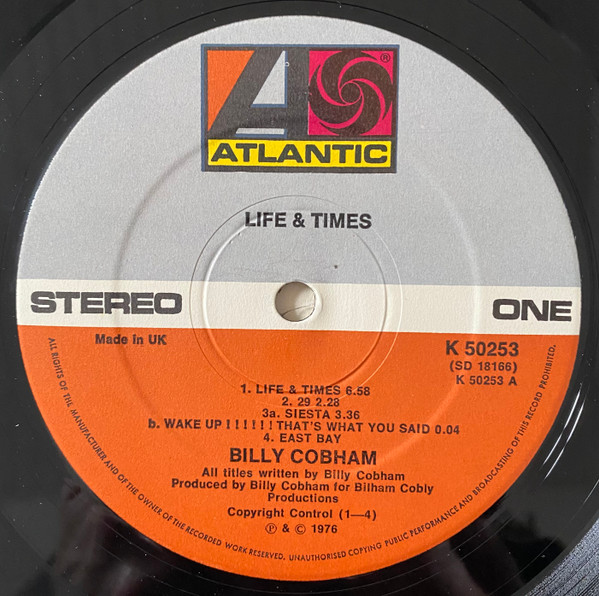 ®
ATLANTIC
LIFE & TIMES
STEREO
ONE
Made in UK
K 50253
(SD 18166)
K 50253 A
1. LIFE & TIMES 6.58
2. 29 2.28
3a. SIESTA 3.36
b. WAKE UP ! ! ! ! ! ! THAT'S WHAT YOU SAID 0.04
4. EAST BAY
BILLY COBHAM
All titles written by Billy Cobham
Produced by Billy Cobham for Bilham Cobly
Productions
Copyright Control (1—4)
℗ & © 1976
ALL RIGHTS OF THE MANUFACTURER AND OF THE OWNER OF THE RECORDED WORK RESERVED. UNAUTHORISED COPYING PUBLIC PERFORMANCE AND BROADCASTING OF THIS RECORD PROHIBITED.